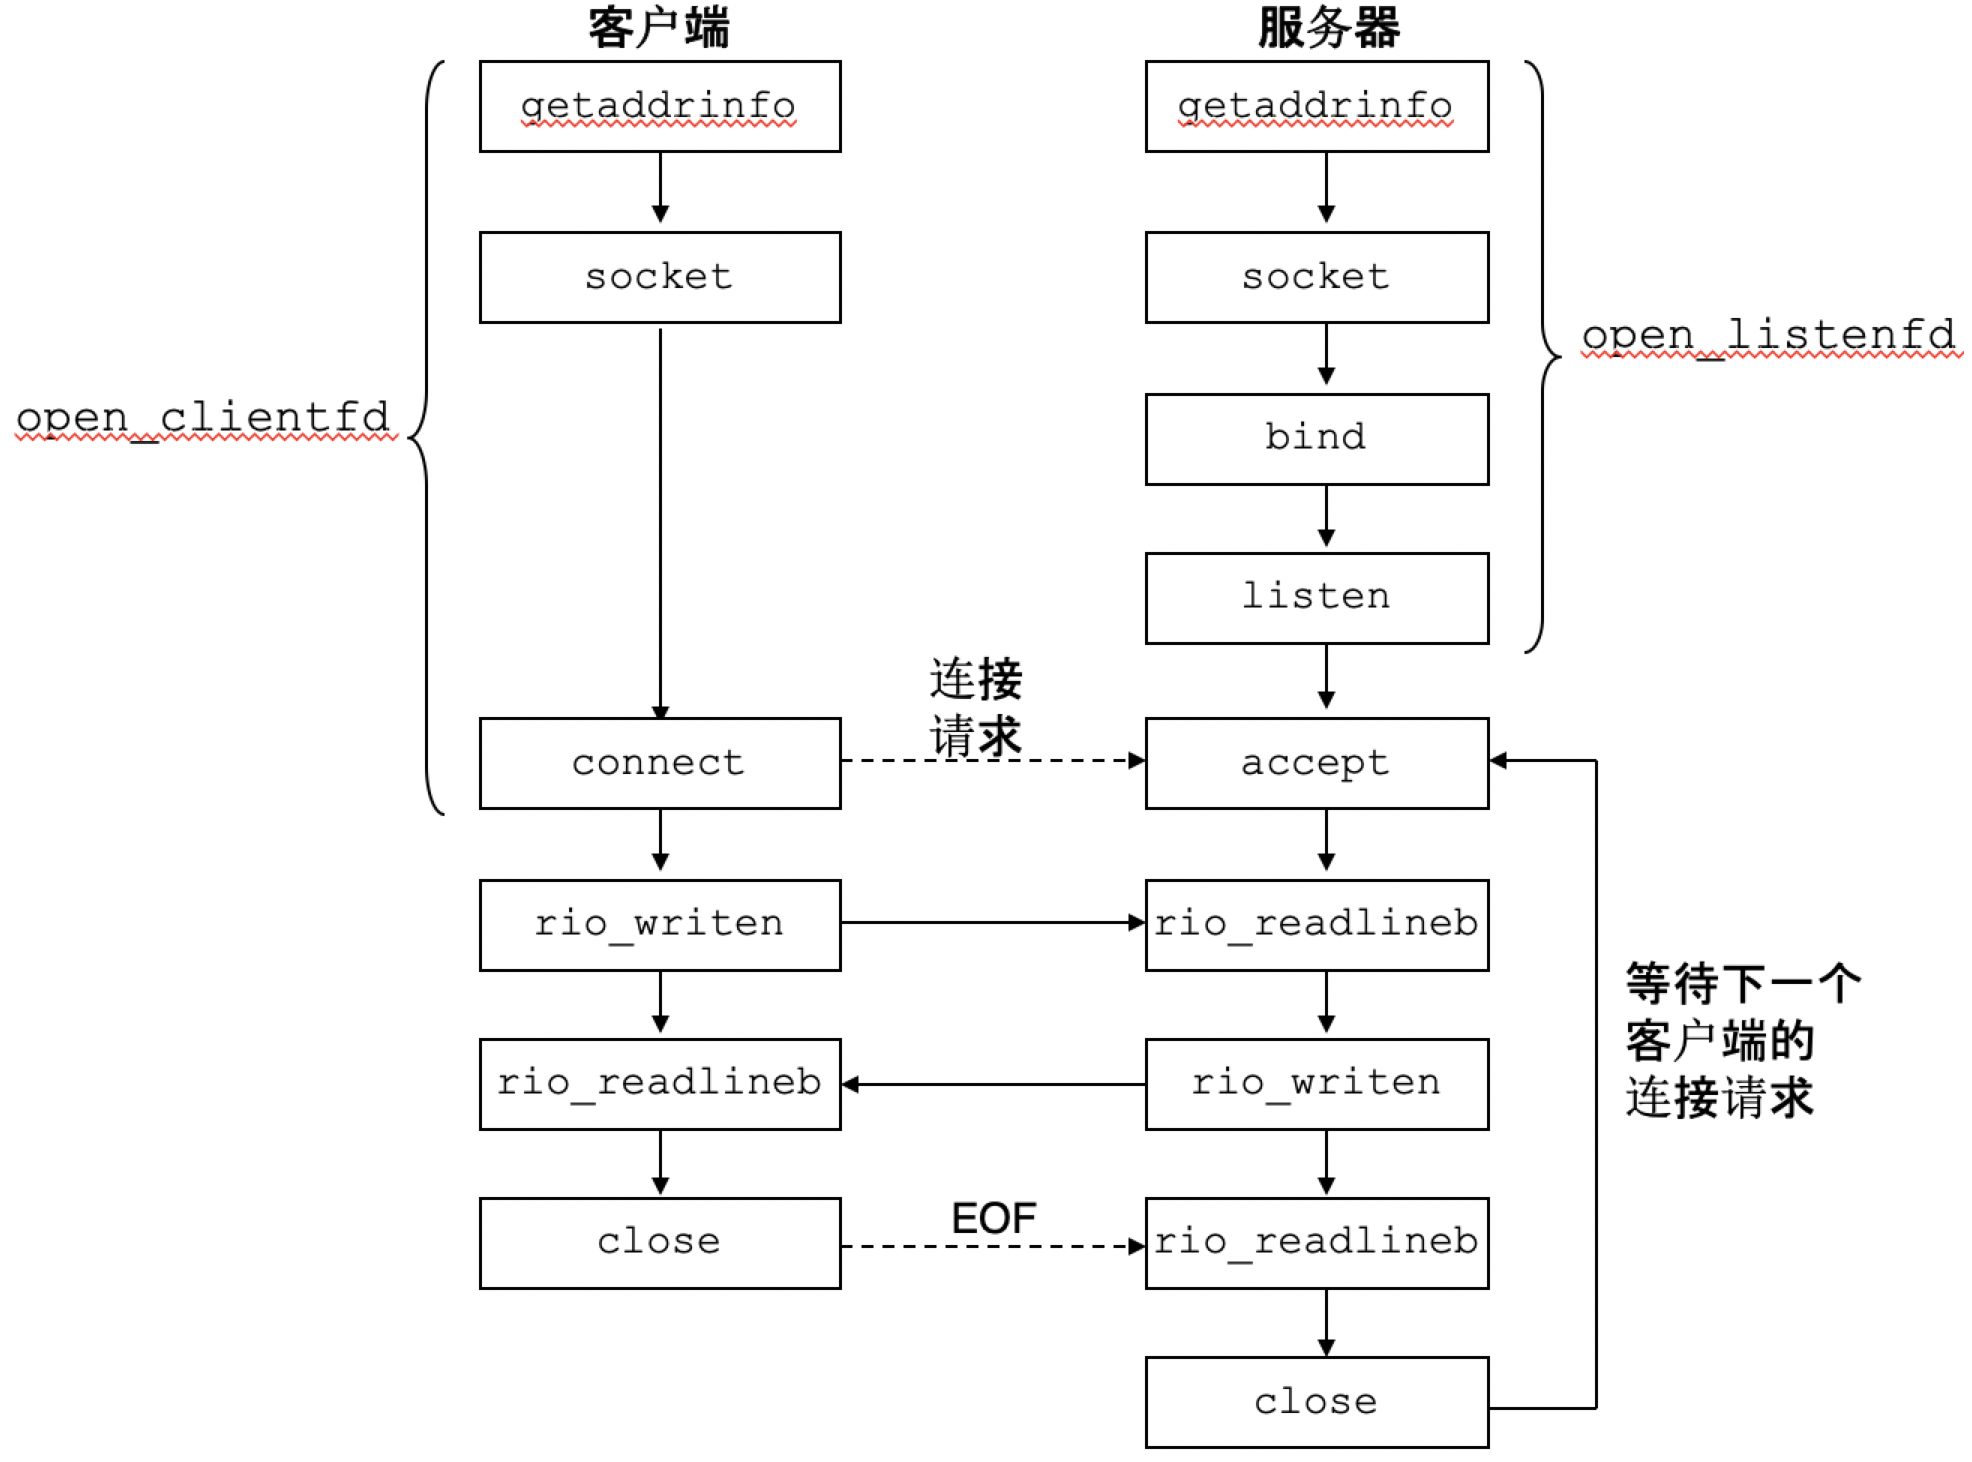 客户端
服务器
getaddrinfo
getaddrinfo
socket
socket
open_listenfd
open_clientfd
bind
listen
连接
请求
connect
accept
rio_writen
rio_readlineb
等待下一个
客户端的
连接请求
rio_readlineb
rio_writen
EOF
close
rio_readlineb
close